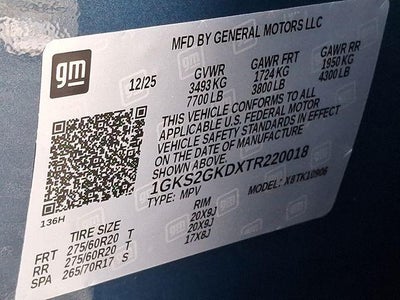 gm
MFD BY GENERAL MOTORS LLC
12/25 GVWR GAWR FRT GAWR RR
3493 KG 1724 KG 1950 KG
7700 LB 3800 LB 4300 LB
THIS VEHICLE CONFORMS TO ALL
APPLICABLE U.S. FEDERAL MOTOR
VEHICLE SAFETY STANDARDS IN EFFECT
ON THE DATE OF MANUFACTURE
SHOWN ABOVE.
1GKS2GKDXTR220018
TYPE: MPV MODEL: X8TK10906
136H
TIRE SIZE RIM
FRT 275/60R20 T 20X9J
RR 275/60R20 T 20X9J
SPA 265/70R17 S 17X8J